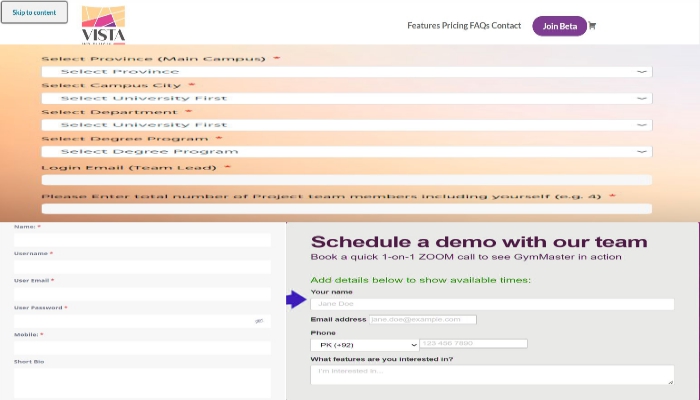 Skip to content
VISTA
Features Pricing FAQs Contact
Join Beta
Select Province (Main Campus) *
Select Province
Select Campus City *
Select University First
Select Department *
Select University First
Select Degree Program *
Select Degree Program
Login Email (Team Lead) *
Please Enter total number of Project team members including yourself (e.g. 4) *
Name: *
Username *
User Email *
User Password *
Mobile: *
Short Bio
Schedule a demo with our team
Book a quick 1-on-1 ZOOM call to see GymMaster in action
Add details below to show available times:
Your name
Jane Doe
Email address jane.doe@example.com
Phone
PK (+92) 123 456 7890
What features are you interested in?
I'm interested in...